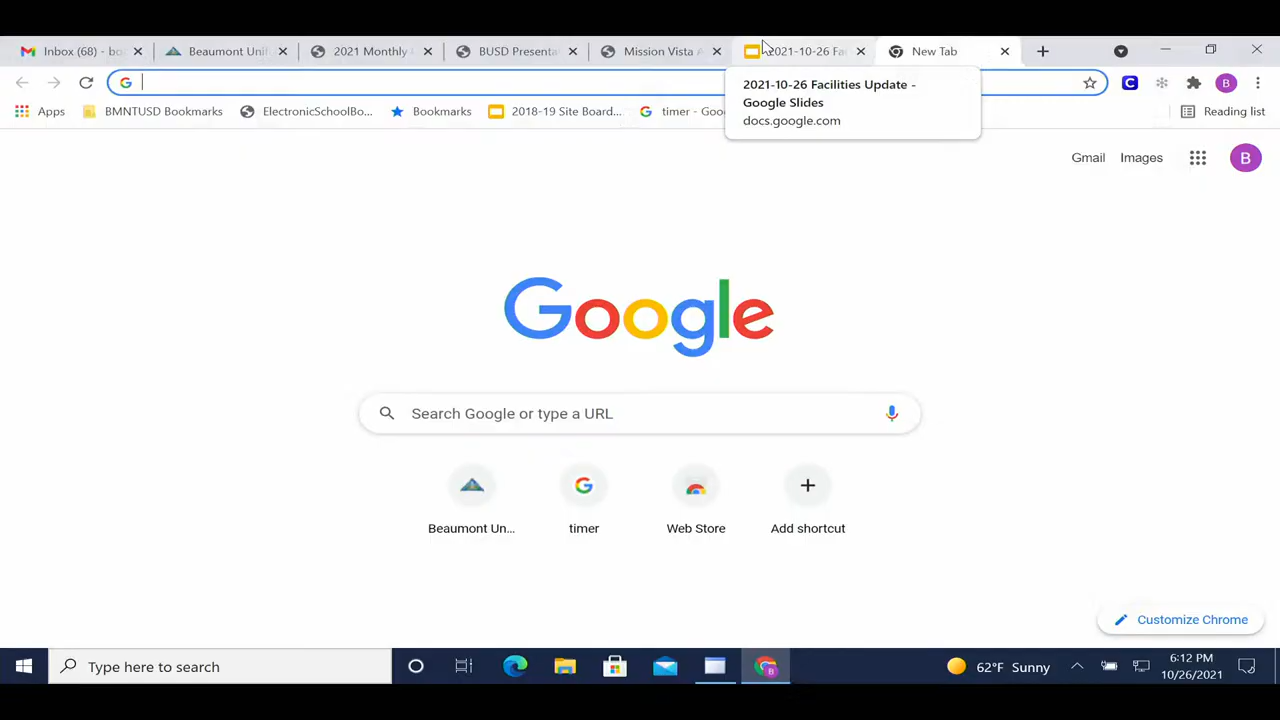 Inbox (68) - bo
Beaumont Unifi
2021 Monthly
BUSD Presenta
Mission Vista A
2021-10-26 Fac
New Tab
2021-10-26 Facilities Update -
Google Slides
docs.google.com
Apps
BMNTUSD Bookmarks
ElectronicSchoolBo...
Bookmarks
2018-19 Site Board...
timer - Goo
Reading list
B
Gmail
Images
B
Google
Search Google or type a URL
Beaumont Un...
timer
Web Store
Add shortcut
Customize Chrome
Type here to search
62°F Sunny
6:12 PM
10/26/2021